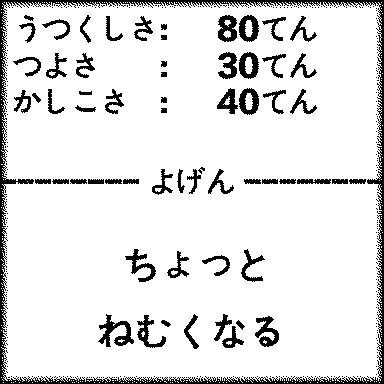 うつくしさ: 80てん
つよさ : 30てん
かしこさ : 40てん
よげん
ちょっと
ねむくなる